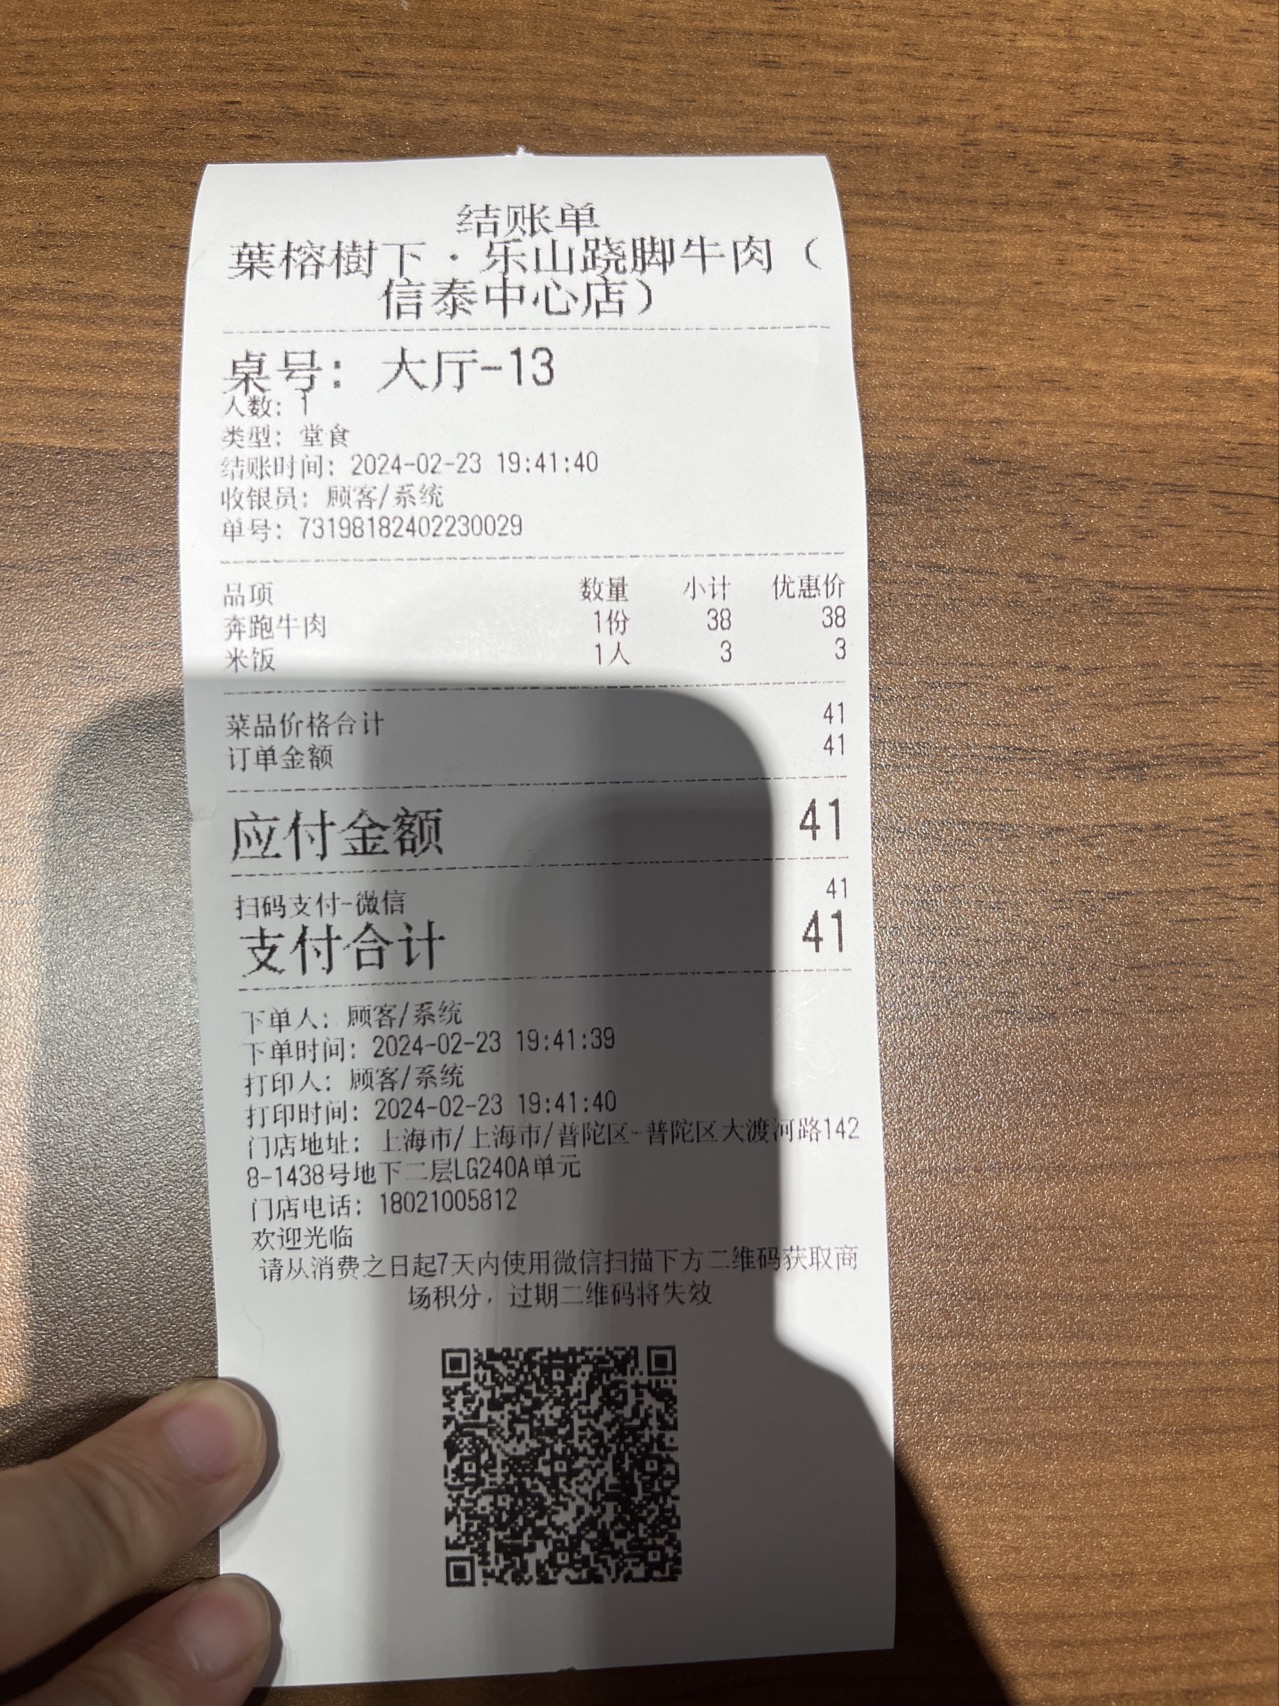 结账单
葉榕樹下·乐山跷脚牛肉（
信泰中心店）
桌号：大厅-13
人数：1
类型：堂食
结账时间：2024-02-23 19:41:40
收银员：顾客/系统
单号：73198182402230029
品项 数量 小计 优惠价
奔跑牛肉 1份 38 38
米饭 1人 3 3
菜品价格合计 41
订单金额 41
应付金额 41
扫码支付-微信 41
支付合计 41
下单人：顾客/系统
下单时间：2024-02-23 19:41:39
打印人：顾客/系统
打印时间：2024-02-23 19:41:40
门店地址：上海市/上海市/普陀区-普陀区大渡河路142
8-1438号地下二层LG240A单元
门店电话：18021005812
欢迎光临
请从消费之日起7天内使用微信扫描下方二维码获取商
场积分，过期二维码将失效